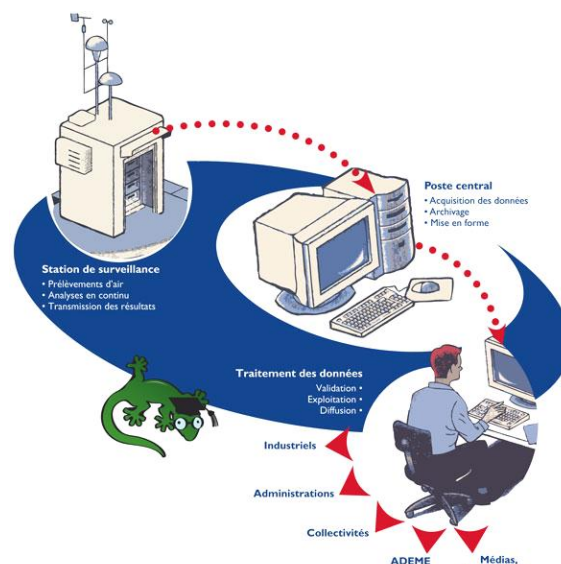 Poste central
• Acquisition des données
• Archivage
• Mise en forme
Station de surveillance
• Prélèvements d'air
• Analyses en continu
• Transmission des résultats
Traitement des données
Validation •
Exploitation •
Diffusion •
Industriels
Administrations
Collectivités
ADEME
Médias,